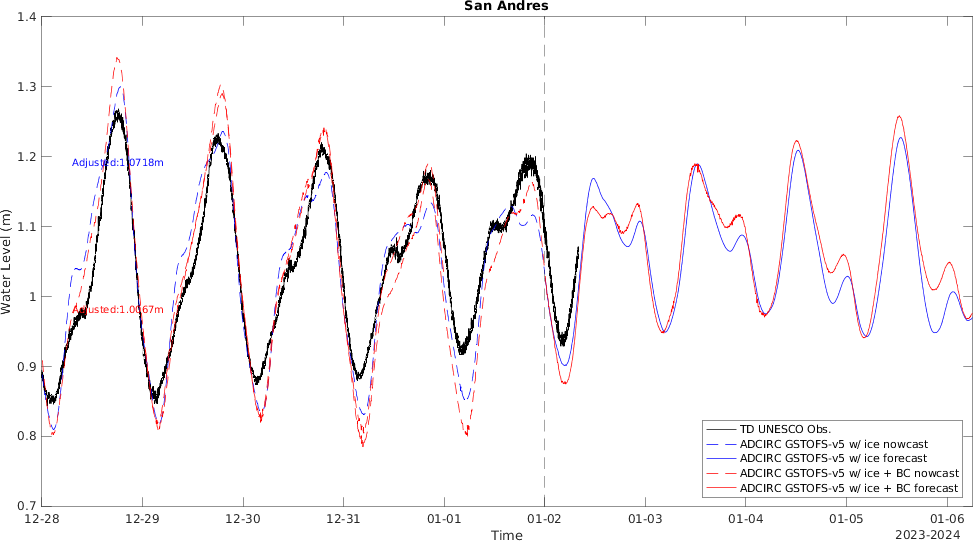 San Andres
1.4
1.3
1.2
1.1
1
0.9
0.8
0.7
Water Level (m)
Adjusted:1.0718m
Adjusted:1.0067m
TD UNESCO Obs.
ADCIRC GSTOFS-v5 w/ ice nowcast
ADCIRC GSTOFS-v5 w/ ice forecast
ADCIRC GSTOFS-v5 w/ ice + BC nowcast
ADCIRC GSTOFS-v5 w/ ice + BC forecast
12-28 12-29 12-30 12-31 01-01 01-02 01-03 01-04 01-05 01-06
Time
2023-2024